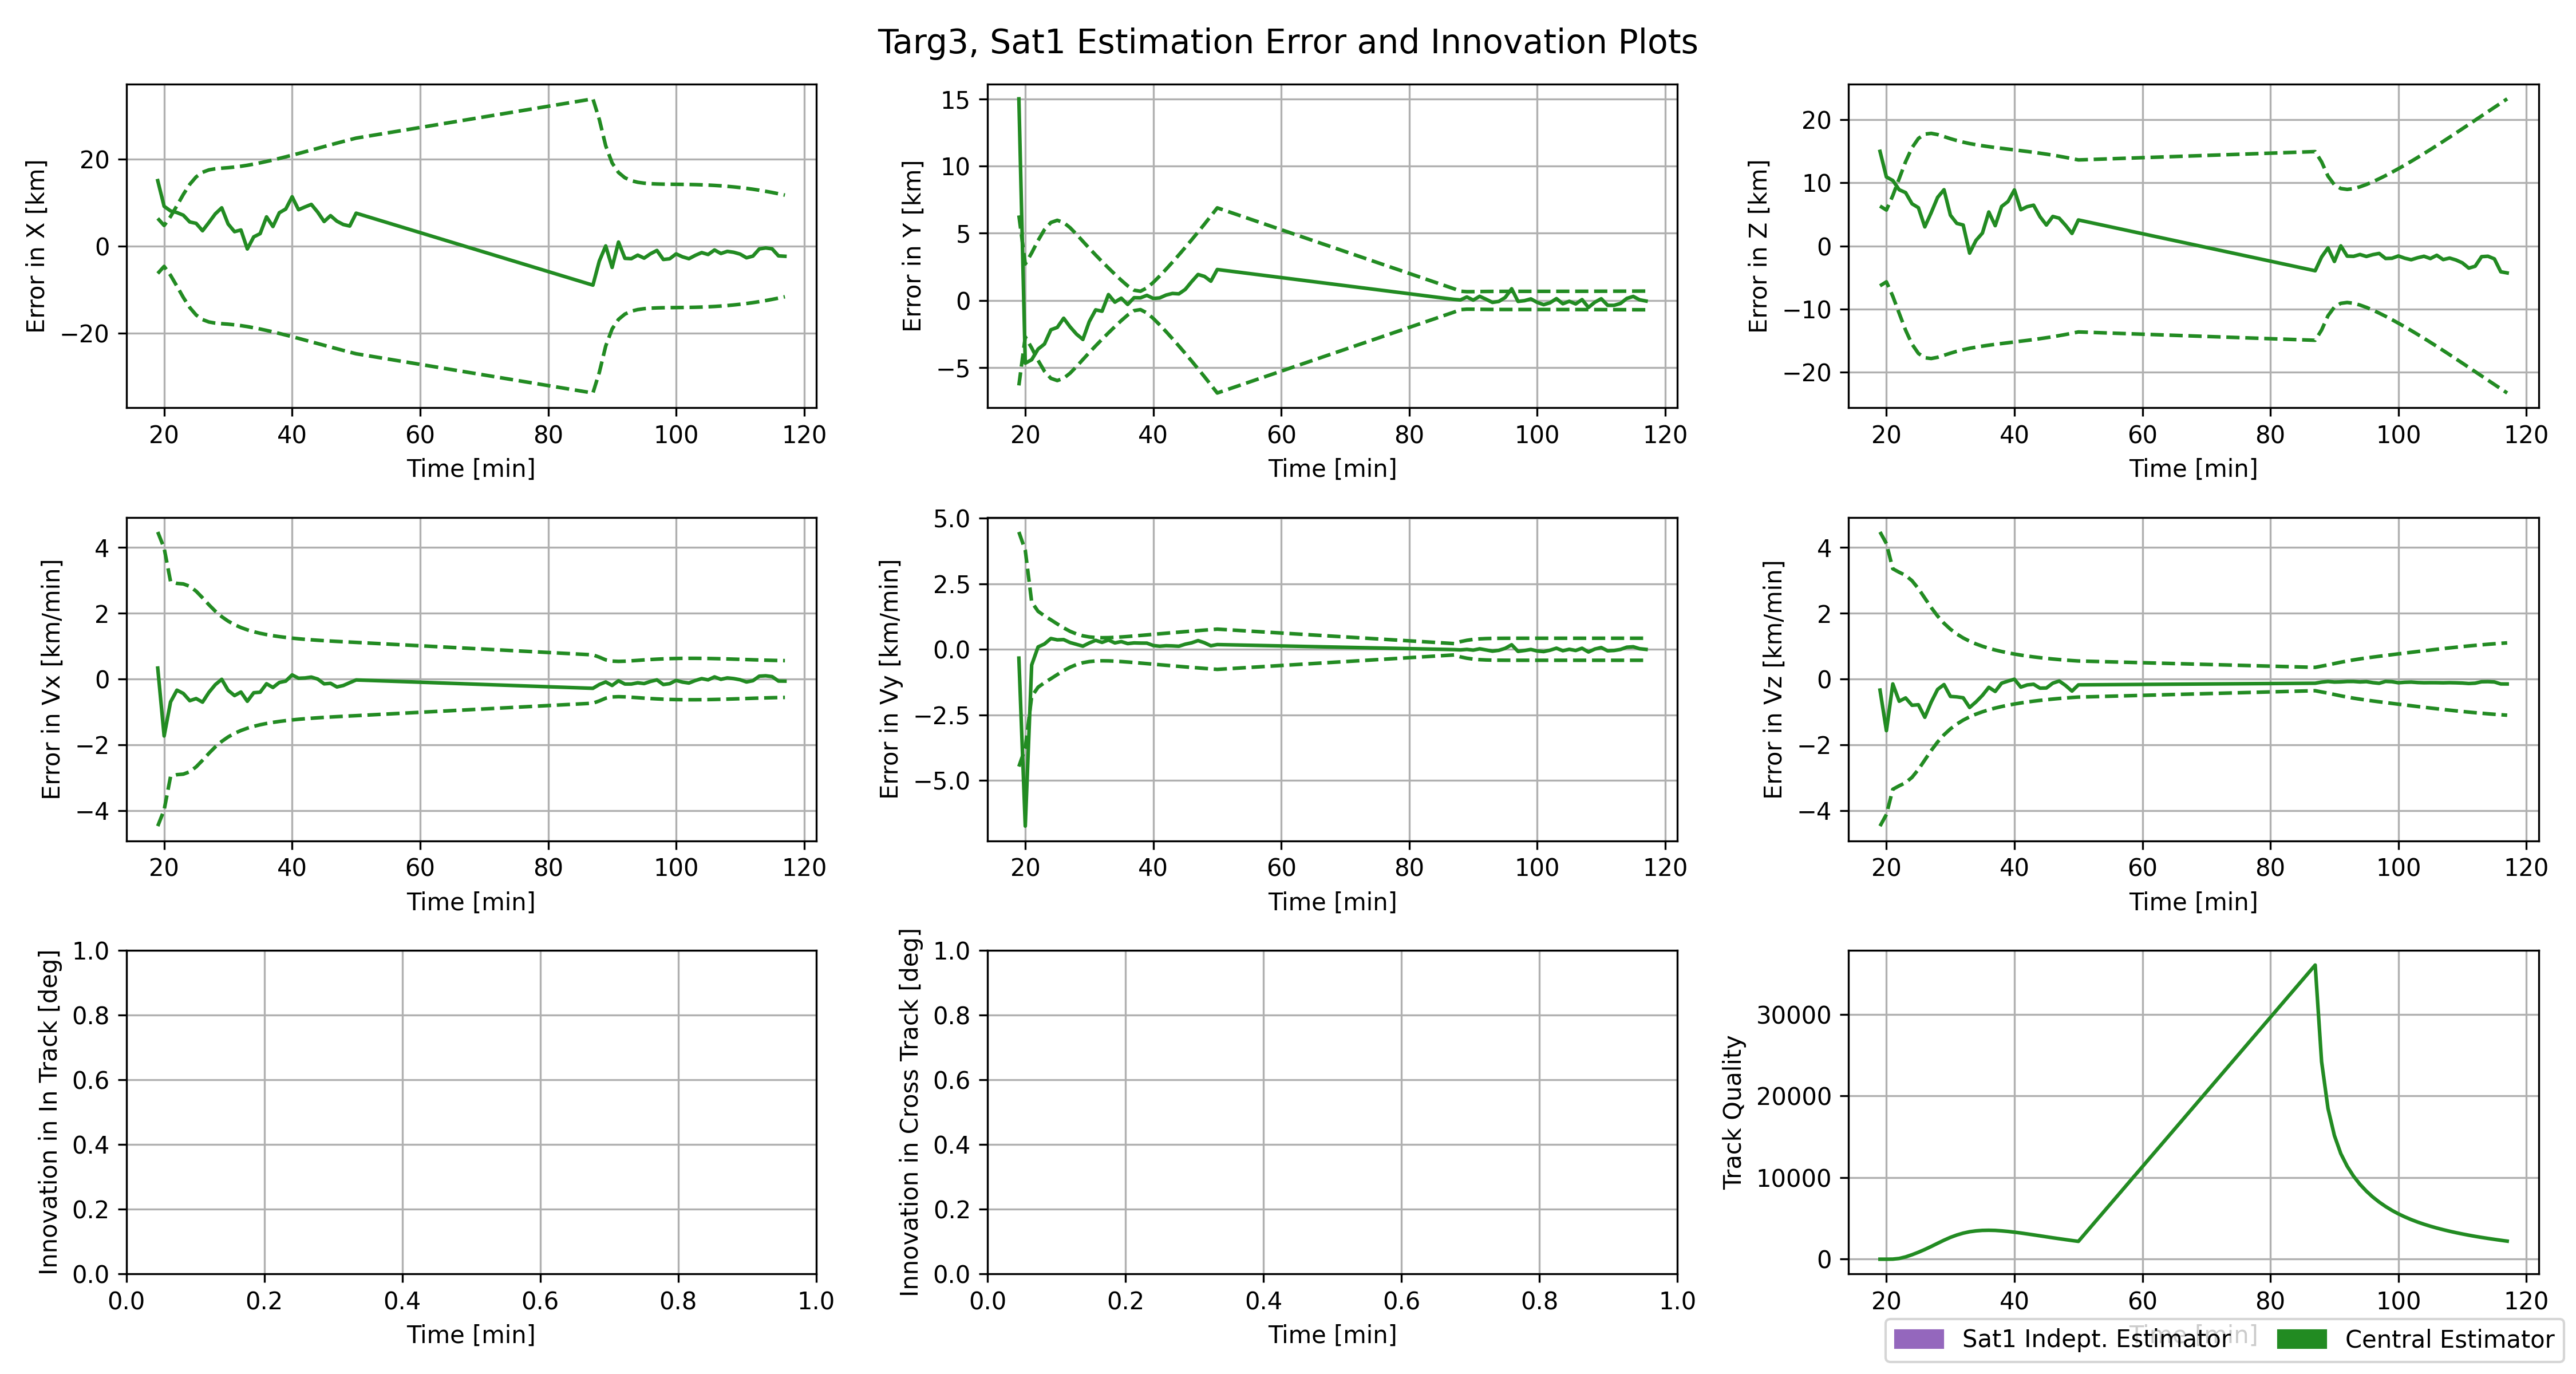 Targ3, Sat1 Estimation Error and Innovation Plots
Error in X [km]
20
0
−20
20 40 60 80 100 120
Time [min]
Error in Y [km]
15
10
5
0
−5
20 40 60 80 100 120
Time [min]
Error in Z [km]
20
10
0
−10
−20
20 40 60 80 100 120
Time [min]
Error in Vx [km/min]
4
2
0
−2
−4
20 40 60 80 100 120
Time [min]
Error in Vy [km/min]
5.0
2.5
0.0
−2.5
−5.0
20 40 60 80 100 120
Time [min]
Error in Vz [km/min]
4
2
0
−2
−4
20 40 60 80 100 120
Time [min]
Innovation in In Track [deg]
1.0
0.8
0.6
0.4
0.2
0.0
0.0 0.2 0.4 0.6 0.8 1.0
Time [min]
Innovation in Cross Track [deg]
1.0
0.8
0.6
0.4
0.2
0.0
0.0 0.2 0.4 0.6 0.8 1.0
Time [min]
Track Quality
30000
20000
10000
0
20 40 60 80 100 120
Time [min]
Sat1 Indept. Estimator
Central Estimator